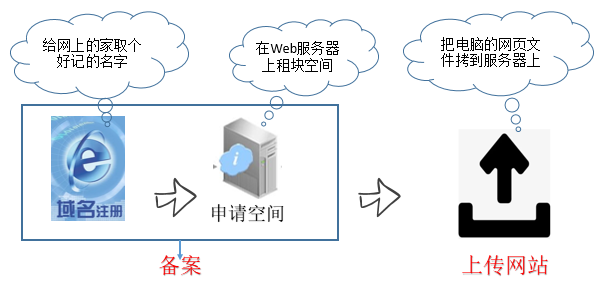 给网上的家取个
好记的名字
在Web服务器
上租块空间
把电脑的网页文
件拷到服务器上
域名注册
申请空间
备案
上传网站